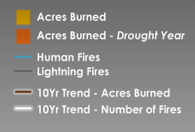 Acres Burned
Acres Burned - Drought Year
Human Fires
Lightning Fires
10Yr Trend - Acres Burned
10Yr Trend - Number of Fires